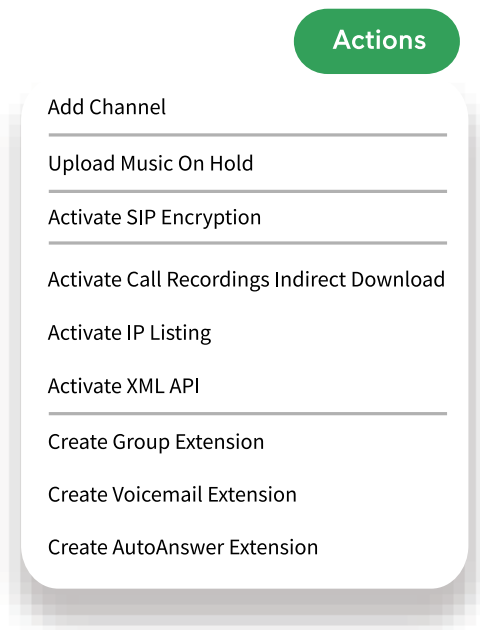 Actions
Add Channel
Upload Music On Hold
Activate SIP Encryption
Activate Call Recordings Indirect Download
Activate IP Listing
Activate XML API
Create Group Extension
Create Voicemail Extension
Create AutoAnswer Extension